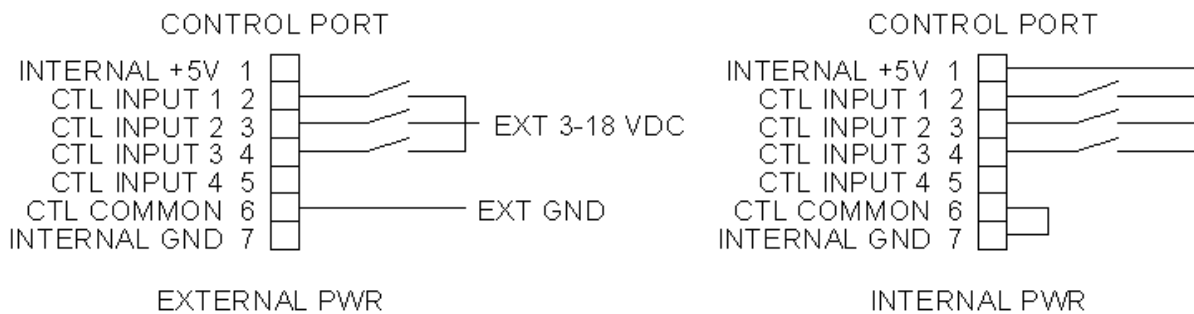 CONTROL PORT
INTERNAL +5V 1
CTL INPUT 1 2
CTL INPUT 2 3
CTL INPUT 3 4
CTL INPUT 4 5
CTL COMMON 6
INTERNAL GND 7
EXT 3-18 VDC
EXT GND
EXTERNAL PWR
CONTROL PORT
INTERNAL +5V 1
CTL INPUT 1 2
CTL INPUT 2 3
CTL INPUT 3 4
CTL INPUT 4 5
CTL COMMON 6
INTERNAL GND 7
INTERNAL PWR